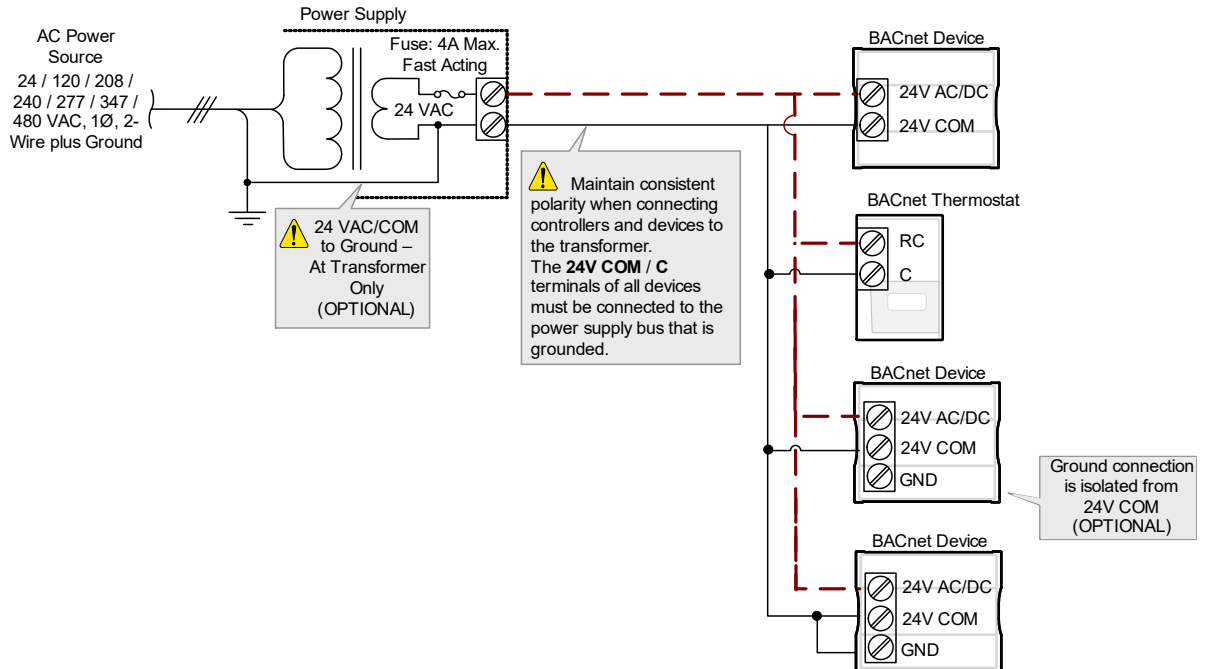 Power Supply
AC Power
Source
24 / 120 / 208 /
240 / 277 / 347 /
480 VAC, 1Ø, 2-
Wire plus Ground
Fuse: 4A Max.
Fast Acting
24 VAC
24 VAC/COM
to Ground –
At Transformer
Only
(OPTIONAL)
Maintain consistent
polarity when connecting
controllers and devices to
the transformer.
The 24V COM / C
terminals of all devices
must be connected to the
power supply bus that is
grounded.
BACnet Device
24V AC/DC
24V COM
BACnet Thermostat
RC
C
BACnet Device
24V AC/DC
24V COM
GND
Ground connection
is isolated from
24V COM
(OPTIONAL)
BACnet Device
24V AC/DC
24V COM
GND